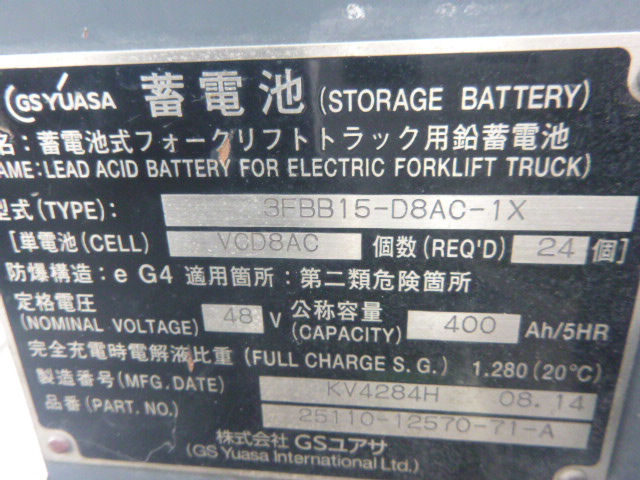 GS YUASA 蓄電池 (STORAGE BATTERY)
名:蓄電池式フォークリフトトラック用鉛蓄電池
AME:LEAD ACID BATTERY FOR ELECTRIC FORKLIFT TRUCK)
型式(TYPE): 3FBB15-D8AC-1X
[単電池(CELL) VCD8AC 個数(REQ'D) 24 個]
防爆構造:e G4 適用箇所:第二類危険箇所
定格電圧 公称容量
(NOMINAL VOLTAGE) 48 V (CAPACITY) 400 Ah/5HR
完全充電時電解液比重 (FULL CHARGE S.G.) 1.280(20℃)
製造番号(MFG.DATE) KV4284H 08.14
品番(PART.NO.) 25110-12570-71-A
株式会社 GSユアサ
(GS Yuasa International Ltd.)